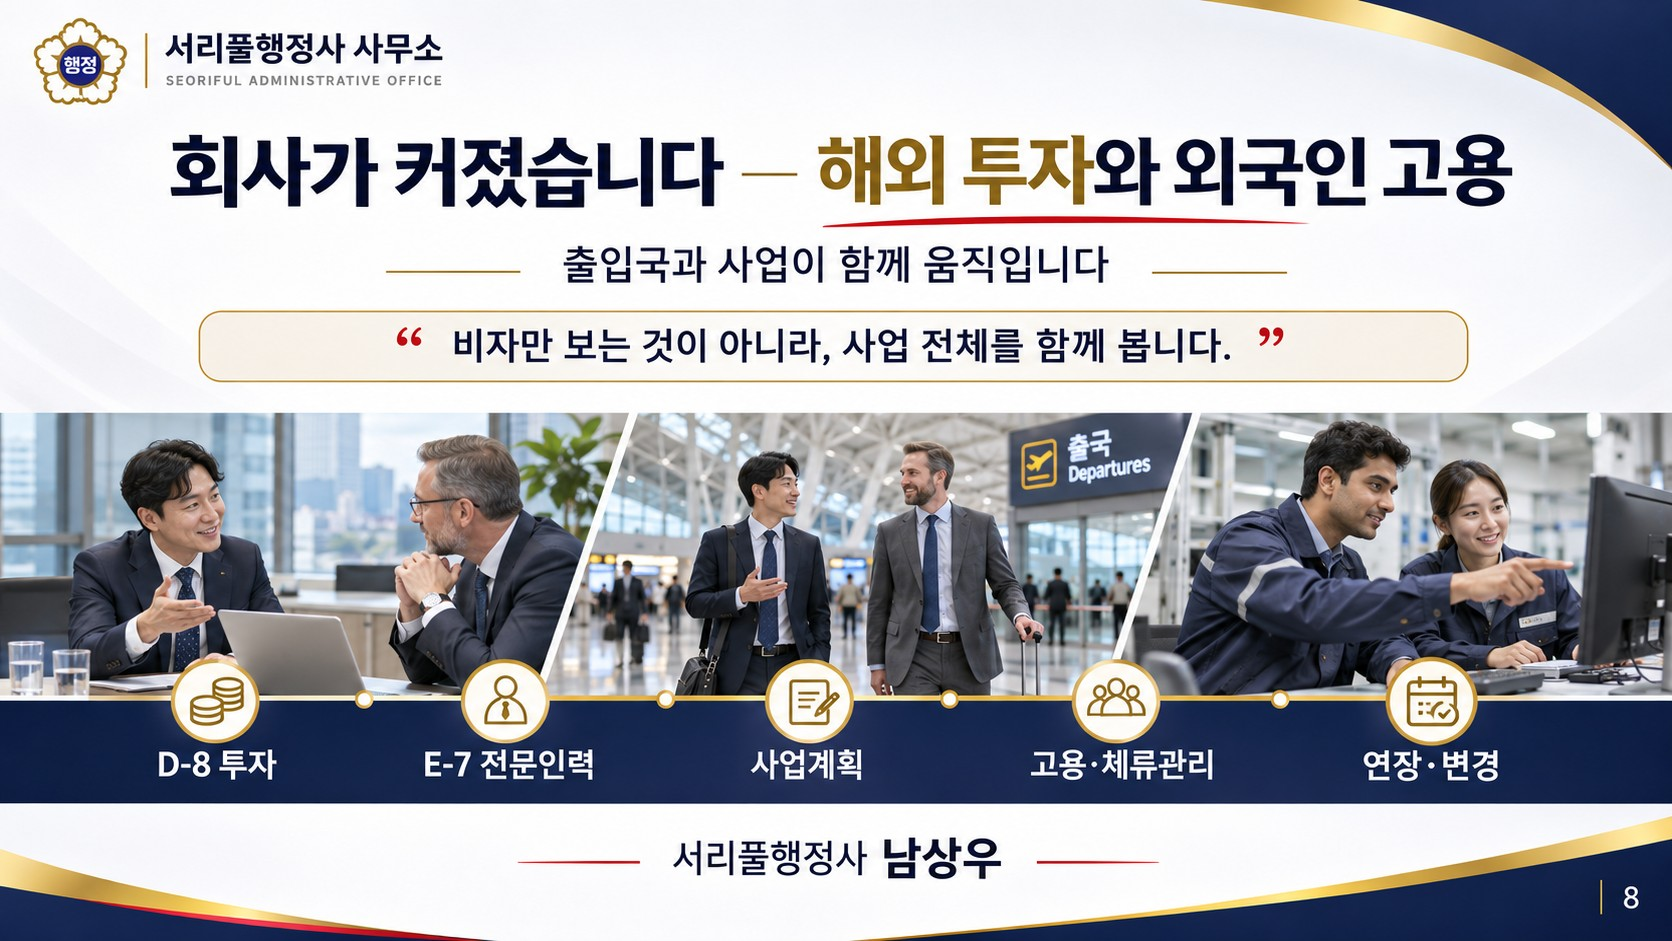 행정
서리풀행정사 사무소
SEORIFUL ADMINISTRATIVE OFFICE
회사가 커졌습니다 — 해외 투자와 외국인 고용
출입국과 사업이 함께 움직입니다
“ 비자만 보는 것이 아니라, 사업 전체를 함께 봅니다. ”
출국
Departures
D-8 투자
E-7 전문인력
사업계획
고용·체류관리
연장·변경
서리풀행정사 남상우
8